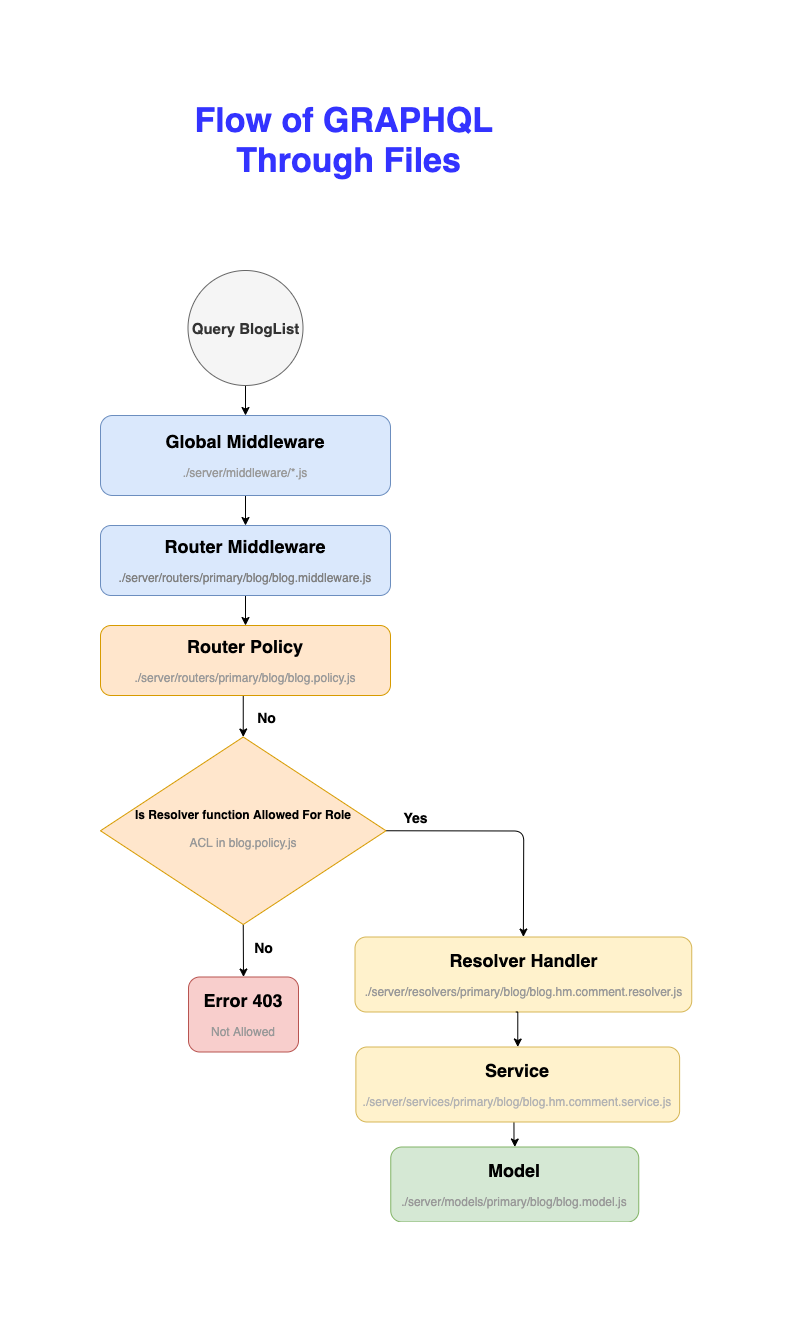 Flow of GRAPHQL
Through Files
Query BlogList
Global Middleware
./server/middleware/*.js
Router Middleware
./server/routers/primary/blog/blog.middleware.js
Router Policy
./server/routers/primary/blog/blog.policy.js
No
Is Resolver function Allowed For Role
ACL in blog.policy.js
Yes
No
Error 403
Not Allowed
Resolver Handler
./server/resolvers/primary/blog/blog.hm.comment.resolver.js
Service
./server/services/primary/blog/blog.hm.comment.service.js
Model
./server/models/primary/blog/blog.model.js